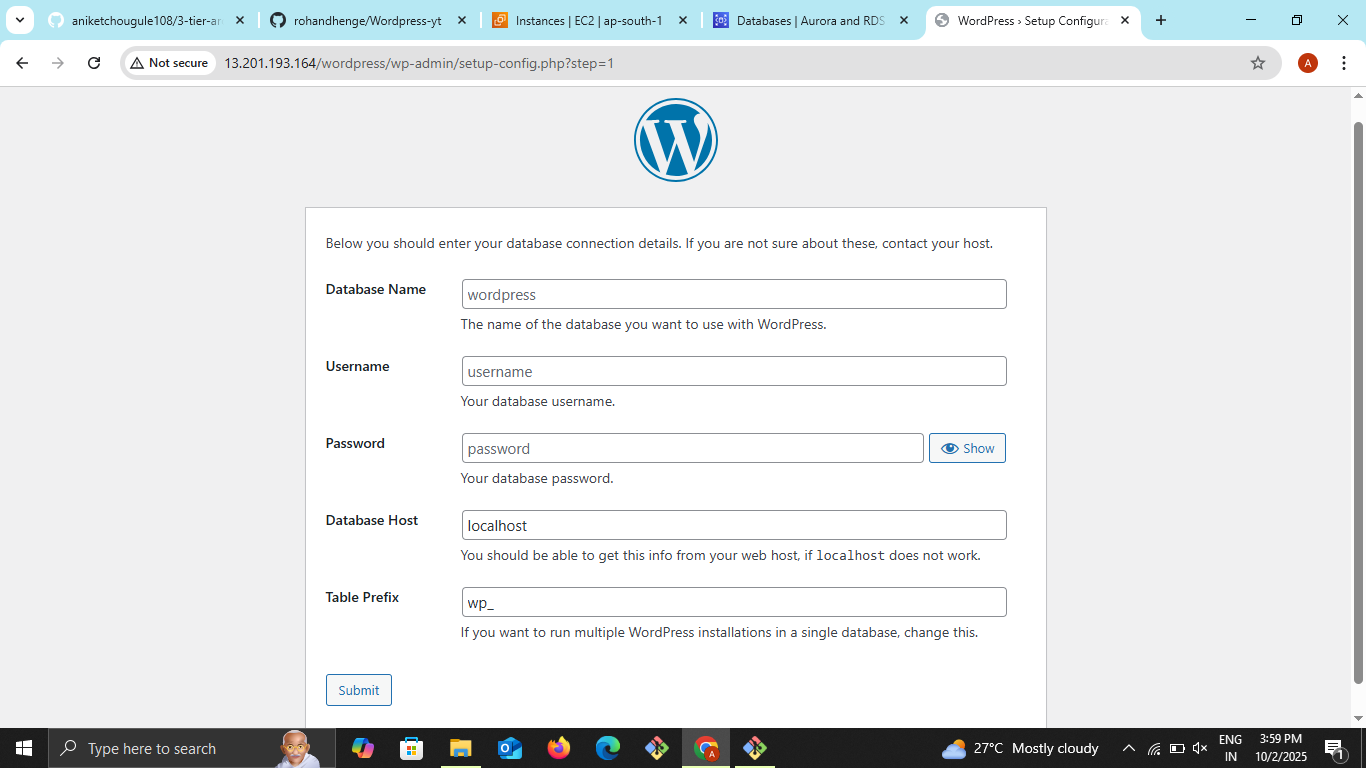 aniketchougule108/3-tier-ar
rohandhenge/Wordpress-yt
Instances | EC2 | ap-south-1
Databases | Aurora and RDS
WordPress › Setup Configura
Not secure
13.201.193.164/wordpress/wp-admin/setup-config.php?step=1
A
W
Below you should enter your database connection details. If you are not sure about these, contact your host.
Database Name
wordpress
The name of the database you want to use with WordPress.
Username
username
Your database username.
Password
password
Show
Your database password.
Database Host
localhost
You should be able to get this info from your web host, if localhost does not work.
Table Prefix
wp_
If you want to run multiple WordPress installations in a single database, change this.
Submit
Type here to search
A
27°C Mostly cloudy
ENG
IN
3:59 PM
10/2/2025
1